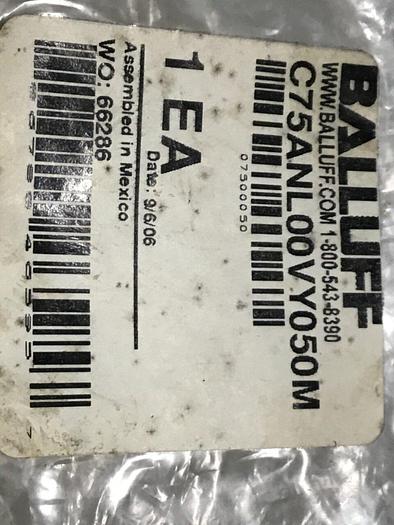 BALLUFF
WWW.BALLUFF.COM 1-800-543-8390
C75ANL00VY050M
07500050
1 EA
Date: 9/6/06
Assembled in Mexico
WO: 66286